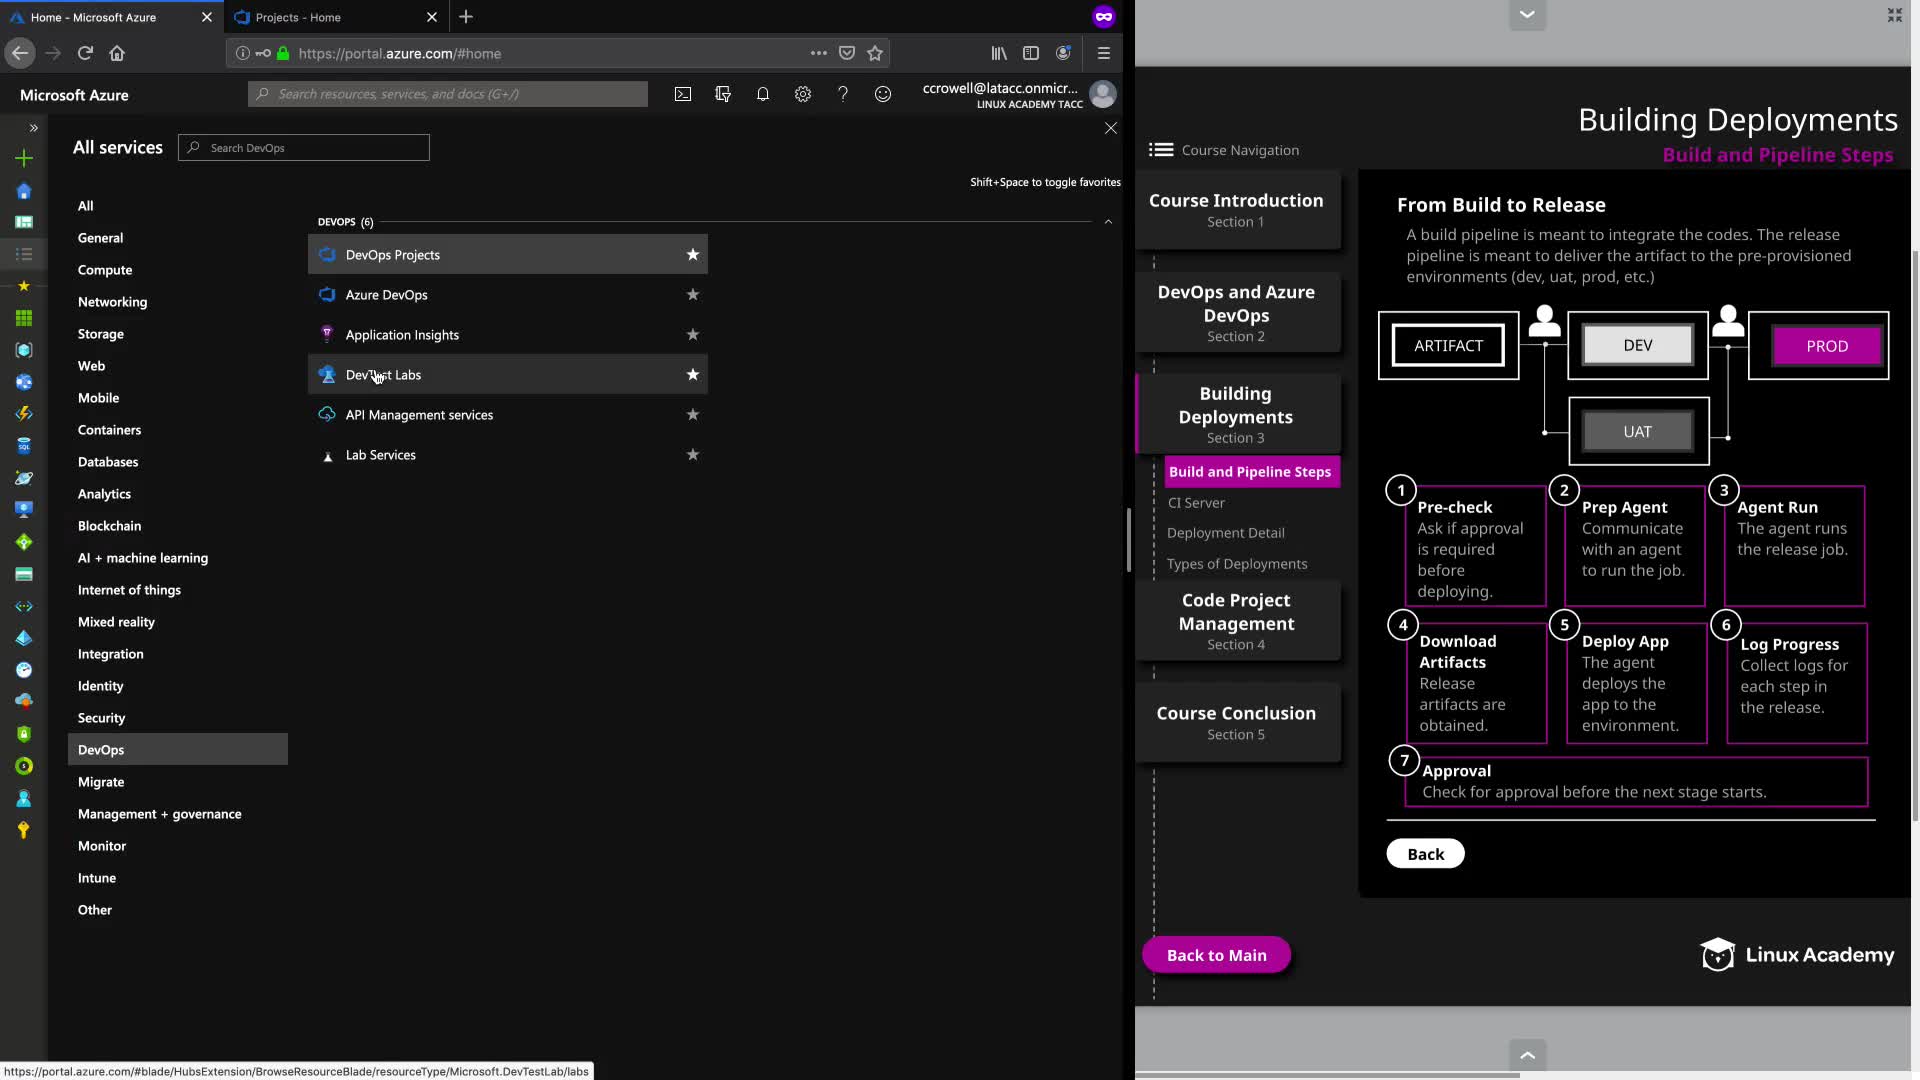 Home - Microsoft Azure
Projects - Home
https://portal.azure.com/#home
Microsoft Azure
Search resources, services, and docs (G+/)
ccrowell@latacc.onmicr...
LINUX ACADEMY TACC
All services
Search DevOps
Shift+Space to toggle favorites
All
General
Compute
Networking
Storage
Web
Mobile
Containers
Databases
Analytics
Blockchain
AI + machine learning
Internet of things
Mixed reality
Integration
Identity
Security
DevOps
Migrate
Management + governance
Monitor
Intune
Other
DEVOPS (6)
DevOps Projects
Azure DevOps
Application Insights
DevTest Labs
API Management services
Lab Services
https://portal.azure.com/#blade/HubsExtension/BrowseResourceBlade/resourceType/Microsoft.DevTestLab/labs
Building Deployments
Build and Pipeline Steps
Course Navigation
Course Introduction
Section 1
DevOps and Azure
DevOps
Section 2
Building
Deployments
Section 3
Build and Pipeline Steps
CI Server
Deployment Detail
Types of Deployments
Code Project
Management
Section 4
Course Conclusion
Section 5
Back to Main
From Build to Release
A build pipeline is meant to integrate the codes. The release
pipeline is meant to deliver the artifact to the pre-provisioned
environments (dev, uat, prod, etc.)
ARTIFACT
DEV
PROD
UAT
1
Pre-check
Ask if approval
is required
before
deploying.
2
Prep Agent
Communicate
with an agent
to run the job.
3
Agent Run
The agent runs
the release job.
4
Download
Artifacts
Release
artifacts are
obtained.
5
Deploy App
The agent
deploys the
app to the
environment.
6
Log Progress
Collect logs for
each step in
the release.
7
Approval
Check for approval before the next stage starts.
Back
Linux Academy